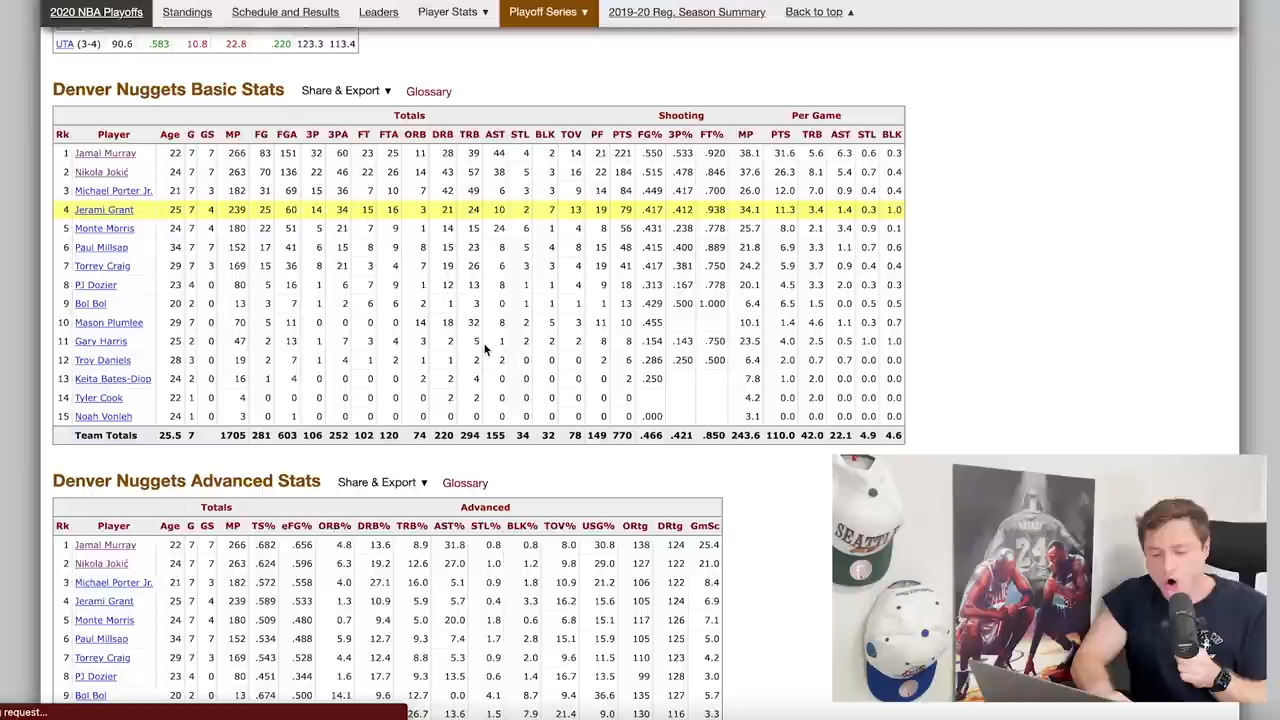 2020 NBA Playoffs Standings Schedule and Results Leaders Player Stats ▼ Playoff Series ▼ 2019-20 Reg. Season Summary Back to top ▲
UTA (3-4) 90.6 .583 10.8 22.8 .220 123.3 113.4
Denver Nuggets Basic Stats Share & Export ▼ Glossary
Totals Shooting Per Game
Rk Player Age G GS MP FG FGA 3P 3PA FT FTA ORB DRB TRB AST STL BLK TOV PF PTS FG% 3P% FT% MP PTS TRB AST STL BLK
1 Jamal Murray 22 7 7 266 83 151 32 60 23 25 11 28 39 44 4 2 14 21 221 .550 .533 .920 38.1 31.6 5.6 6.3 0.6 0.3
2 Nikola Jokić 24 7 7 263 70 136 22 46 22 26 14 43 57 38 5 3 16 22 184 .515 .478 .846 37.6 26.3 8.1 5.4 0.7 0.4
3 Michael Porter Jr. 21 7 3 182 31 69 15 36 7 10 7 42 49 6 3 3 9 14 84 .449 .417 .700 26.0 12.0 7.0 0.9 0.4 0.4
4 Jerami Grant 25 7 4 239 25 60 14 34 15 16 3 21 24 10 2 7 13 19 79 .417 .412 .938 34.1 11.3 3.4 1.4 0.3 1.0
5 Monte Morris 24 7 4 180 22 51 5 21 7 9 1 14 15 24 6 1 4 8 56 .431 .238 .778 25.7 8.0 2.1 3.4 0.9 0.1
6 Paul Millsap 34 7 7 152 17 41 6 15 8 9 8 15 23 8 5 4 8 15 48 .415 .400 .889 21.8 6.9 3.3 1.1 0.7 0.6
7 Torrey Craig 29 7 3 169 15 36 8 21 3 4 7 19 26 6 3 3 4 19 41 .417 .381 .750 24.2 5.9 3.7 0.9 0.4 0.4
8 PJ Dozier 23 4 0 80 5 16 1 6 7 9 1 12 13 8 1 1 4 9 18 .313 .167 .778 20.1 4.5 3.3 2.0 0.3 0.3
9 Bol Bol 20 2 0 13 3 7 1 2 6 6 2 1 3 0 1 1 1 1 13 .429 .500 1.000 6.4 6.5 1.5 0.0 0.5 0.5
10 Mason Plumlee 29 7 0 70 5 11 0 0 0 0 14 18 32 8 2 5 3 11 10 .455 10.1 1.4 4.6 1.1 0.3 0.7
11 Gary Harris 25 2 0 47 2 13 1 7 3 4 3 2 5 1 2 2 2 8 8 .154 .143 .750 23.5 4.0 2.5 0.5 1.0 1.0
12 Troy Daniels 28 3 0 19 2 7 1 4 1 2 1 1 2 2 0 0 0 2 6 .286 .250 .500 6.4 2.0 0.7 0.7 0.0 0.0
13 Keita Bates-Diop 24 2 0 16 1 4 0 0 0 0 2 2 4 0 0 0 0 0 2 .250 7.8 1.0 2.0 0.0 0.0 0.0
14 Tyler Cook 22 1 0 4 0 0 0 0 0 0 0 2 2 0 0 0 0 0 0 4.2 0.0 2.0 0.0 0.0 0.0
15 Noah Vonleh 24 1 0 3 0 1 0 0 0 0 0 0 0 0 0 0 0 0 0 .000 3.1 0.0 0.0 0.0 0.0 0.0
Team Totals 25.5 7 1705 281 603 106 252 102 120 74 220 294 155 34 32 78 149 770 .466 .421 .850 243.6 110.0 42.0 22.1 4.9 4.6
Denver Nuggets Advanced Stats Share & Export ▼ Glossary
Totals Advanced
Rk Player Age G GS MP TS% eFG% ORB% DRB% TRB% AST% STL% BLK% TOV% USG% ORtg DRtg GmSc
1 Jamal Murray 22 7 7 266 .682 .656 4.8 13.6 8.9 31.8 0.8 0.8 8.0 30.8 138 124 25.4
2 Nikola Jokić 24 7 7 263 .624 .596 6.3 19.2 12.6 27.0 1.0 1.2 9.8 29.0 127 122 21.0
3 Michael Porter Jr. 21 7 3 182 .572 .558 4.0 27.1 16.0 5.1 0.9 1.8 10.9 21.2 106 122 8.4
4 Jerami Grant 25 7 4 239 .589 .533 1.3 10.9 5.9 5.7 0.4 3.3 16.2 15.6 105 124 6.9
5 Monte Morris 24 7 4 180 .509 .480 0.7 9.4 5.0 20.0 1.8 0.6 6.8 15.1 117 126 7.1
6 Paul Millsap 34 7 7 152 .534 .488 5.9 12.7 9.3 7.4 1.7 2.8 15.1 15.9 105 125 5.0
7 Torrey Craig 29 7 3 169 .543 .528 4.4 12.4 8.8 5.3 0.9 2.0 9.6 11.5 110 123 4.2
8 PJ Dozier 23 4 0 80 .451 .344 1.6 17.7 9.3 13.5 0.6 1.4 16.7 13.5 99 128 3.0
9 Bol Bol 20 2 0 13 .674 .500 14.1 9.6 12.7 0.0 4.1 8.7 9.4 36.6 135 127 5.7
26.7 13.6 1.5 7.9 21.4 9.0 130 116 3.3
request...
SEATTLE
BRYANT
24